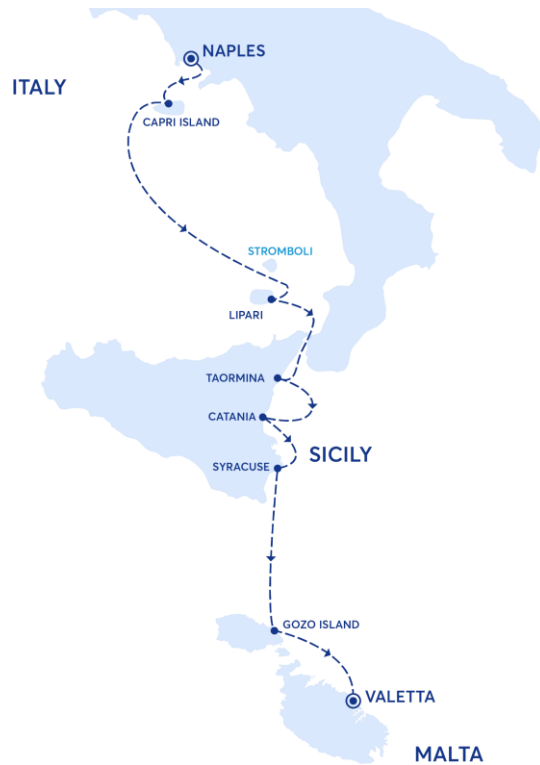 NAPLES
ITALY
CAPRI ISLAND
STROMBOLI
LIPARI
TAORMINA
CATANIA
SICILY
SYRACUSE
GOZO ISLAND
VALETTA
MALTA